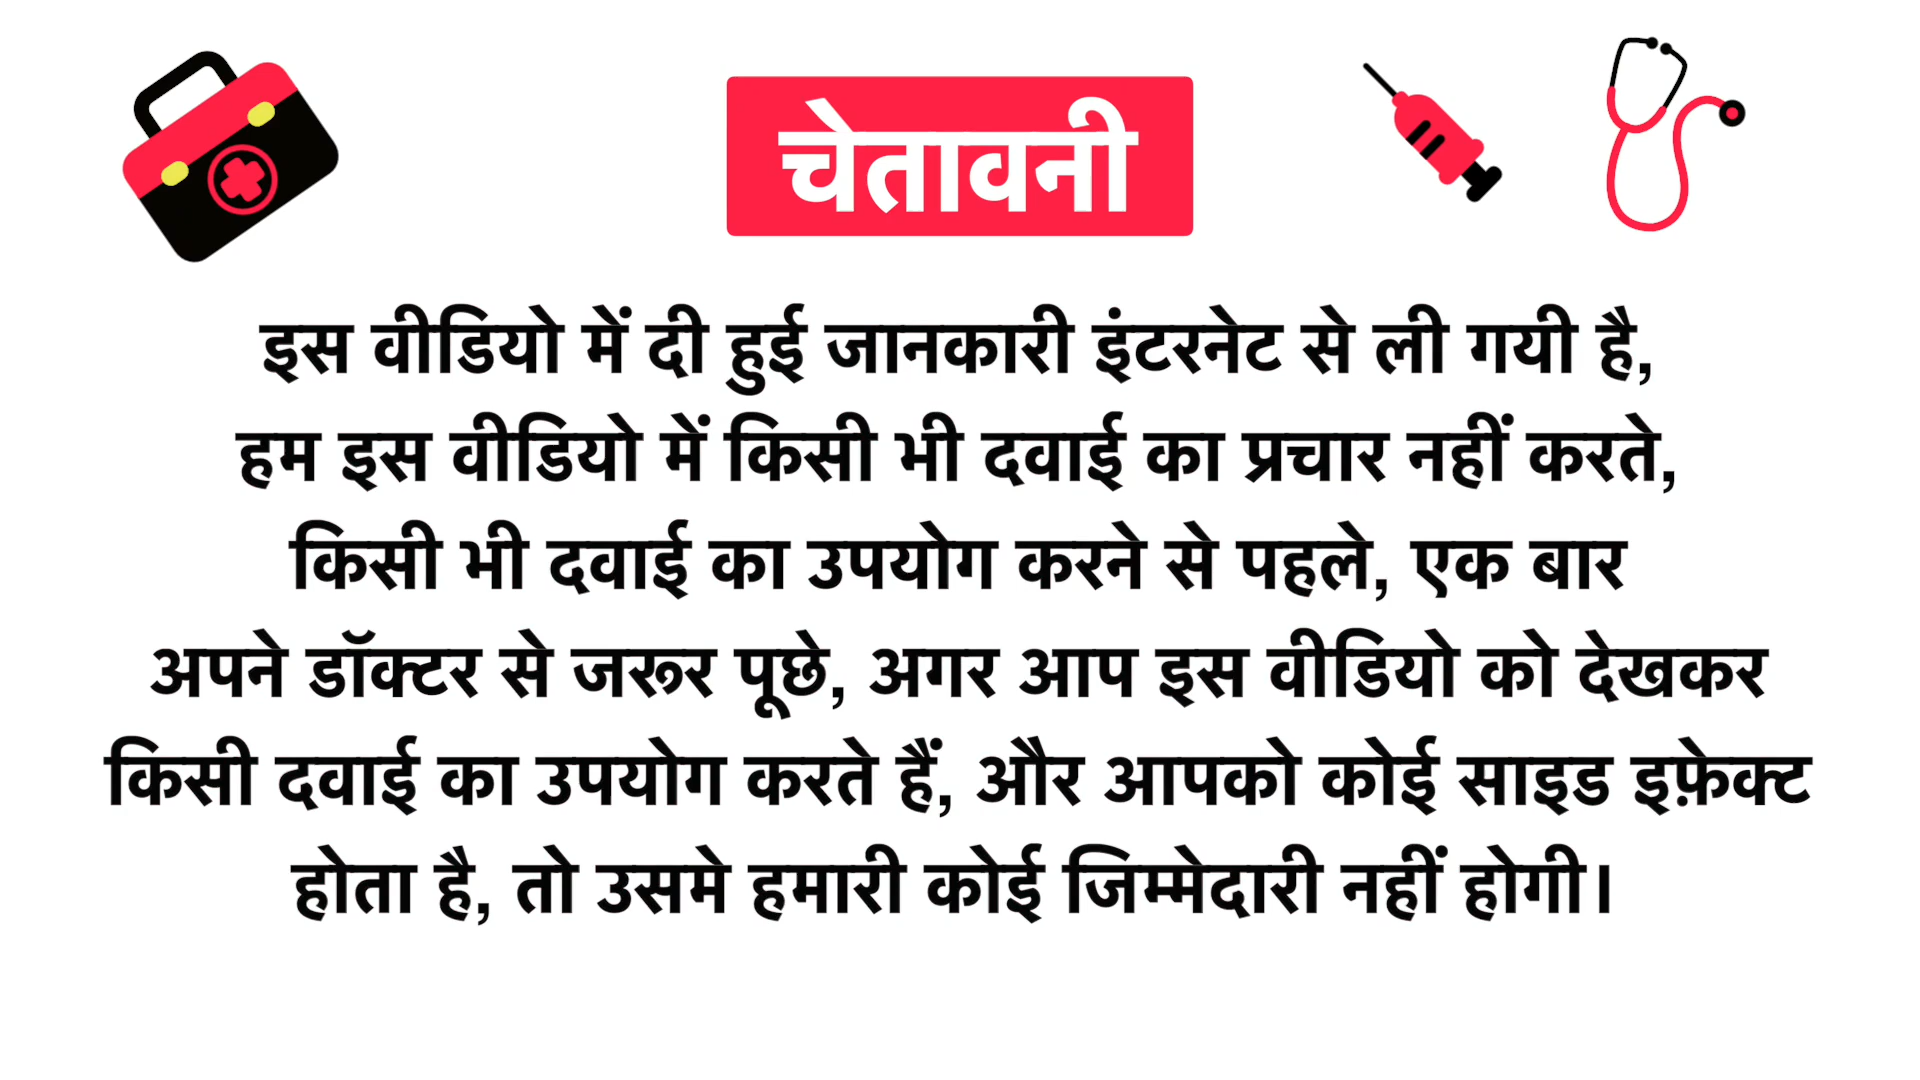 चेतावनी
इस वीडियो में दी हुई जानकारी इंटरनेट से ली गयी है,
हम इस वीडियो में किसी भी दवाई का प्रचार नहीं करते,
किसी भी दवाई का उपयोग करने से पहले, एक बार
अपने डॉक्टर से जरूर पूछे, अगर आप इस वीडियो को देखकर
किसी दवाई का उपयोग करते हैं, और आपको कोई साइड इफ़ेक्ट
होता है, तो उसमे हमारी कोई जिम्मेदारी नहीं होगी।